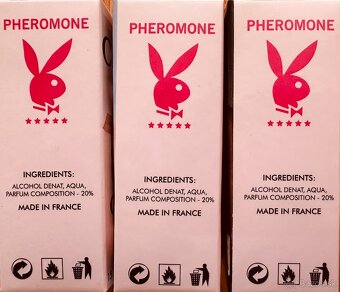 PHEROMONE
INGREDIENTS:
ALCOHOL DENAT, AQUA,
PARFUM COMPOSITION - 20%
MADE IN FRANCE
PHEROMONE
INGREDIENTS:
ALCOHOL DENAT, AQUA,
PARFUM COMPOSITION - 20%
MADE IN FRANCE
PHEROMONE
INGREDIENTS:
ALCOHOL DENAT, AQUA,
PARFUM COMPOSITION - 20%
MADE IN FRANCE